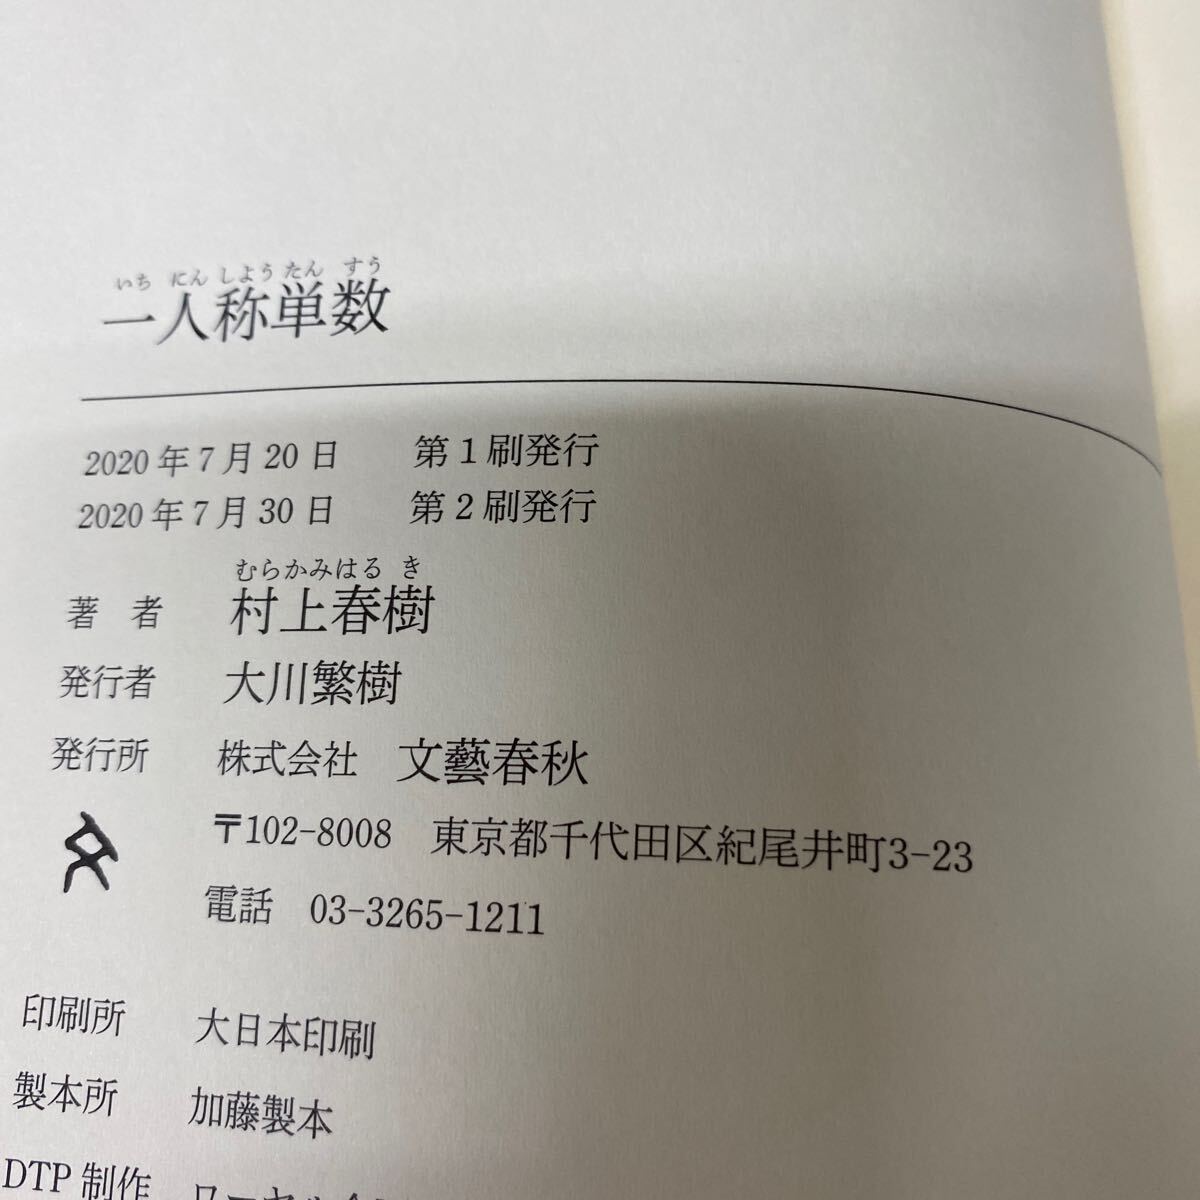 いちにんしようたんすう
一人称単数
2020年7月20日 第1刷発行
2020年7月30日 第2刷発行
むらかみはるき
著者 村上春樹
発行者 大川繁樹
発行所 株式会社 文藝春秋
〒102-8008 東京都千代田区紀尾井町3-23
電話 03-3265-1211
印刷所 大日本印刷
製本所 加藤製本
DTP制作